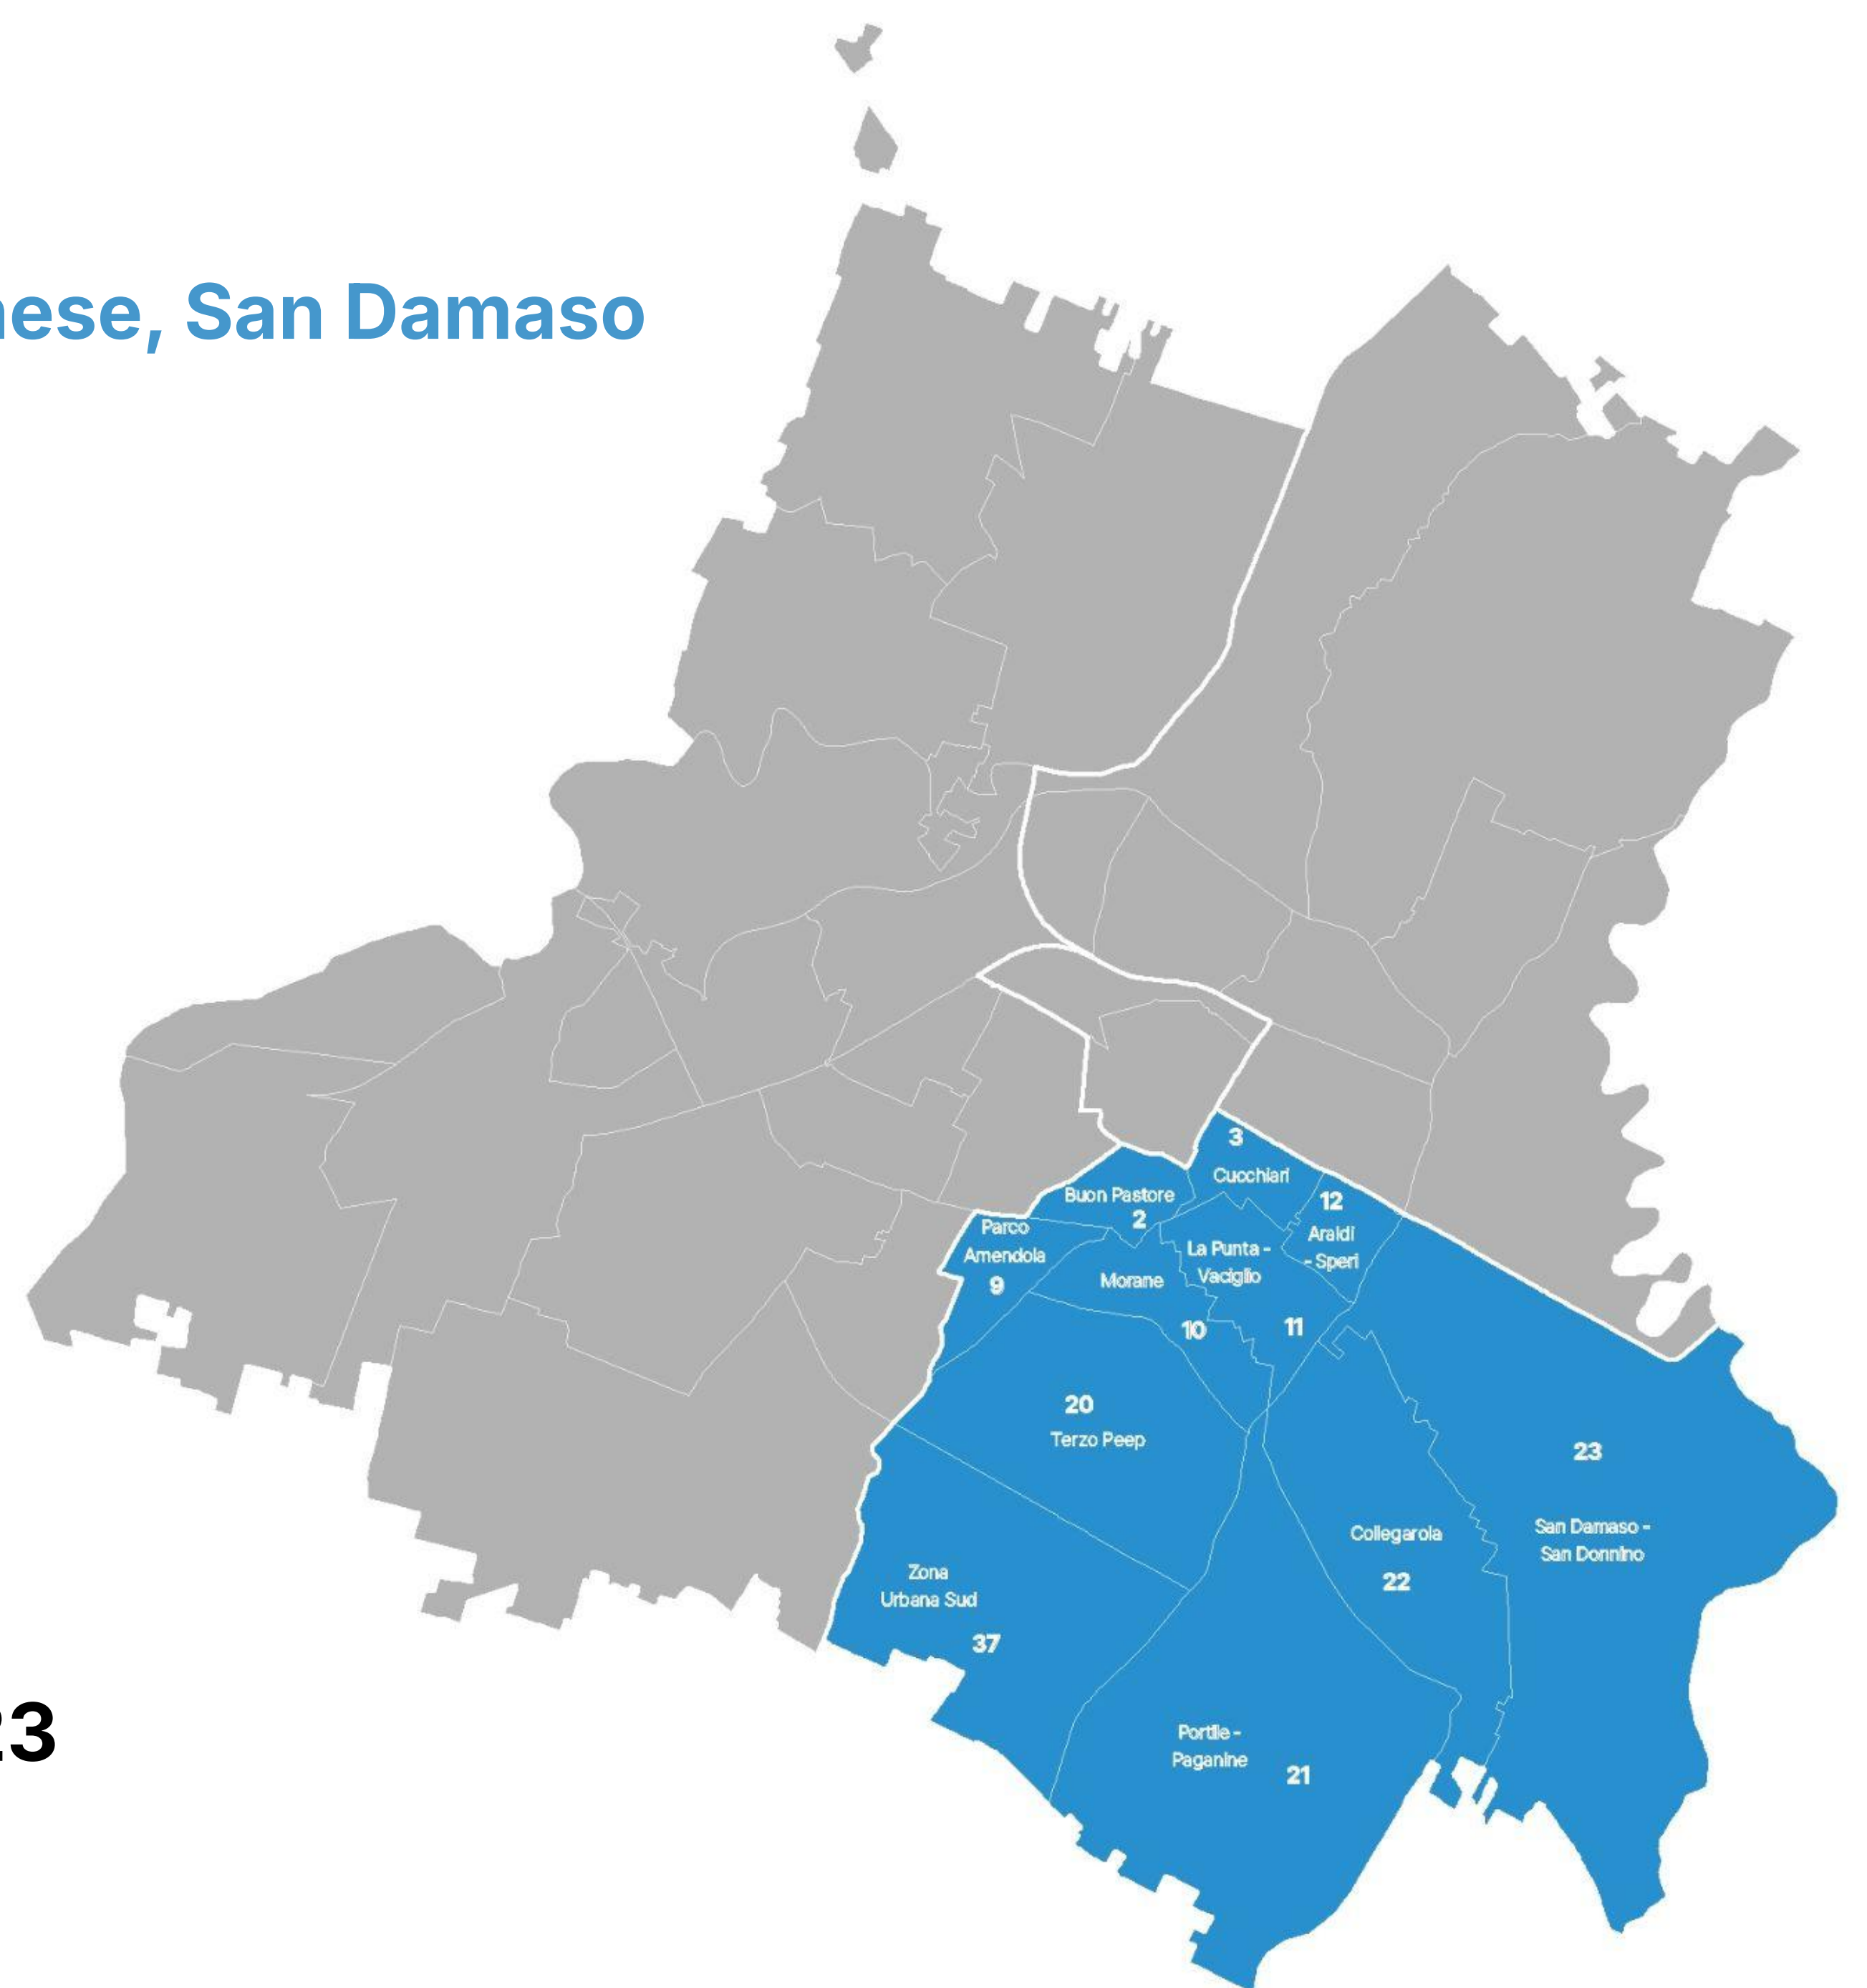 nese, San Damaso
3
Cucchiari
Buon Pastore
2
12
Araldi
- Speri
Parco
Amendola
9
La Punta -
Vaciglio
Morane
10
11
20
Terzo Peep
23
San Damaso -
San Donnino
Collegarola
22
Zona
Urbana Sud
37
Portile -
Paganine
21
23